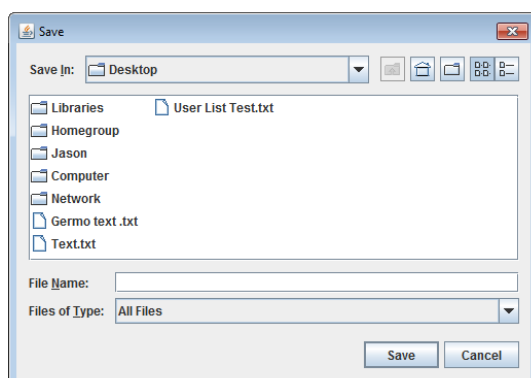 Save
Save In: Desktop
Libraries
Homegroup
Jason
Computer
Network
Germo text .txt
Text.txt
User List Test.txt
File Name:
Files of Type: All Files
Save Cancel